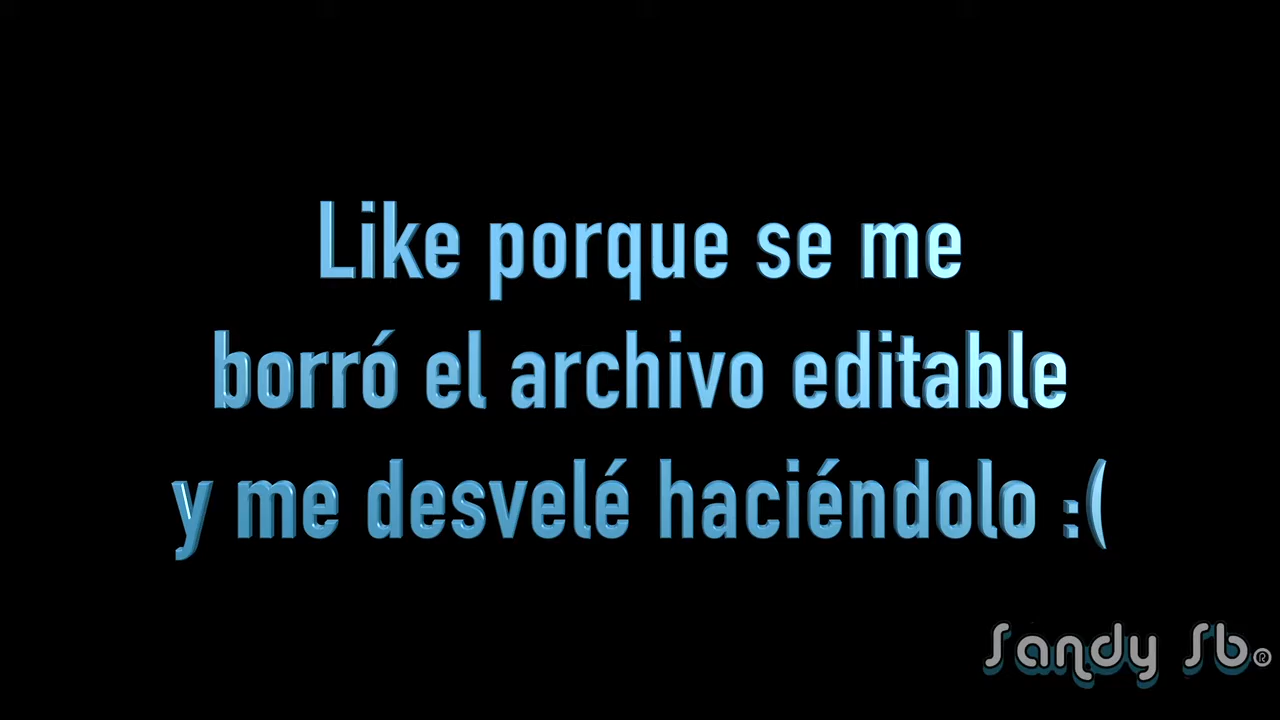 Like porque se me
borró el archivo editable
y me desvelé haciéndolo :(
Sandy Sb.®